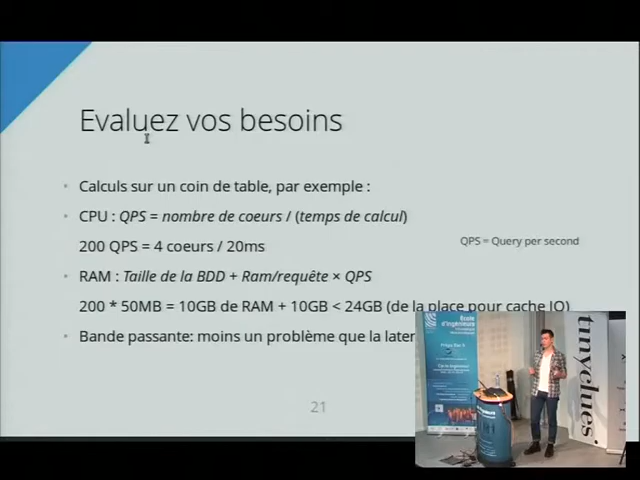 Evaluez vos besoins
• Calculs sur un coin de table, par exemple :
• CPU : QPS = nombre de coeurs / (temps de calcul)
200 QPS = 4 coeurs / 20ms
QPS = Query per second
• RAM : Taille de la BDD + Ram/requête × QPS
200 * 50MB = 10GB de RAM + 10GB < 24GB (de la place pour cache IO)
• Bande passante: moins un problème que la laten
21
Ecole
d'ingénieurs
tinyclues